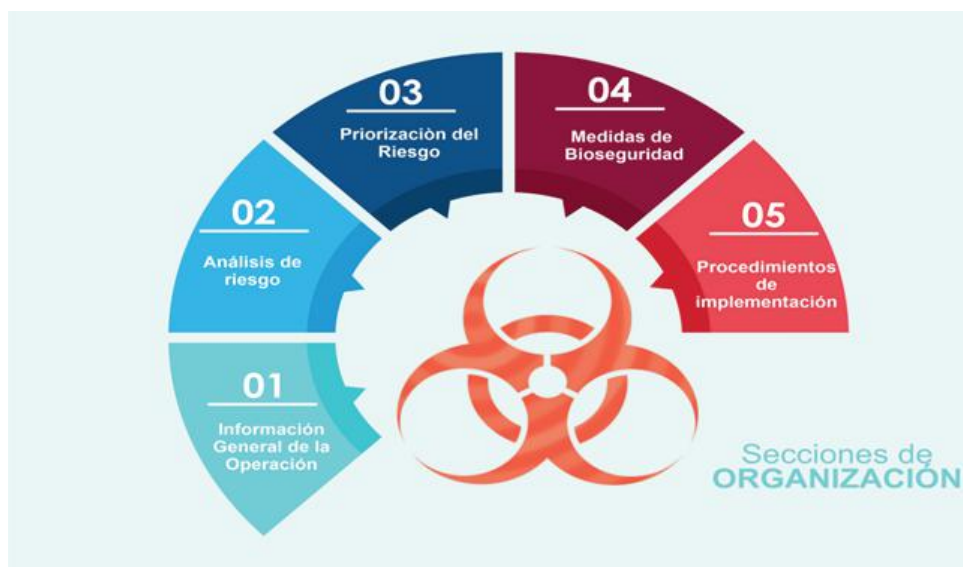 01
Información
General de la
Operación
02
Análisis de
riesgo
03
Priorizaciòn del
Riesgo
04
Medidas de
Bioseguridad
05
Procedimientos
de
implementación
Secciones de
ORGANIZACIÓN